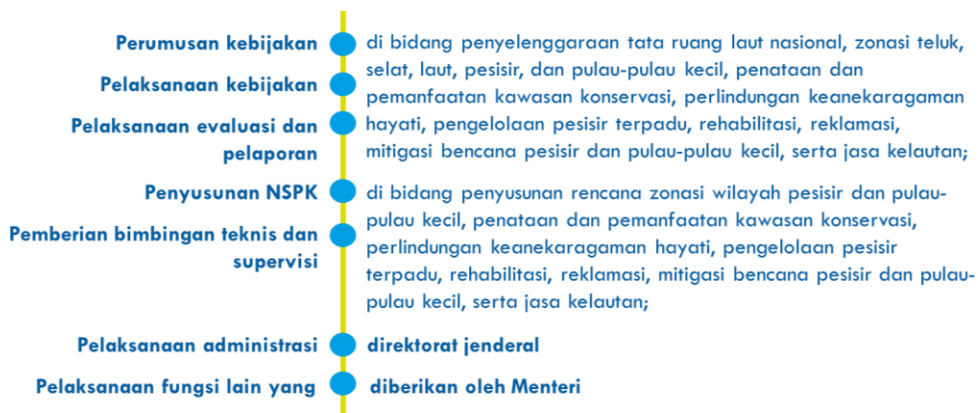 Perumusan kebijakan
Pelaksanaan kebijakan
Pelaksanaan evaluasi dan
pelaporan
di bidang penyelenggaraan tata ruang laut nasional, zonasi teluk,
selat, laut, pesisir, dan pulau-pulau kecil, penataan dan
pemanfaatan kawasan konservasi, perlindungan keanekaragaman
hayati, pengelolaan pesisir terpadu, rehabilitasi, reklamasi,
mitigasi bencana pesisir dan pulau-pulau kecil, serta jasa kelautan;
Penyusunan NSPK
Pemberian bimbingan teknis dan
supervisi
di bidang penyusunan rencana zonasi wilayah pesisir dan pulau-
pulau kecil, penataan dan pemanfaatan kawasan konservasi,
perlindungan keanekaragaman hayati, pengelolaan pesisir
terpadu, rehabilitasi, reklamasi, mitigasi bencana pesisir dan pulau-
pulau kecil, serta jasa kelautan;
Pelaksanaan administrasi direktorat jenderal
Pelaksanaan fungsi lain yang diberikan oleh Menteri